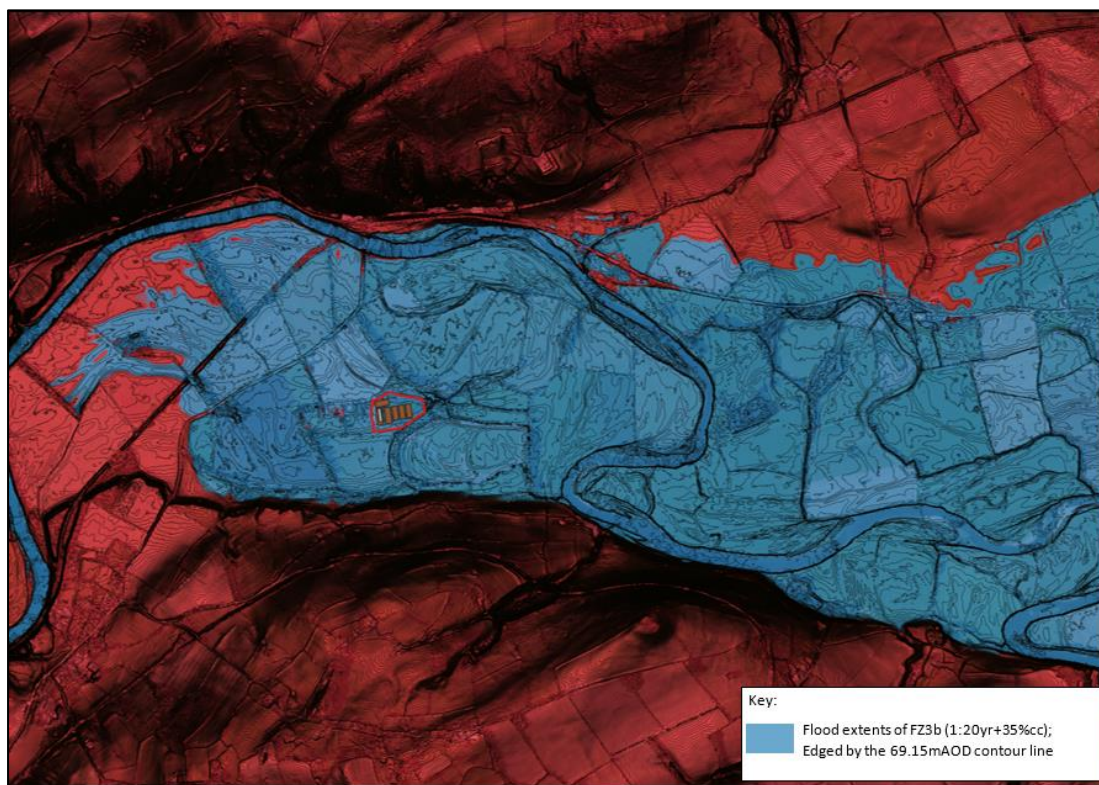 Key:
Flood extents of FZ3b (1:20yr+35%cc);
Edged by the 69.15mAOD contour line